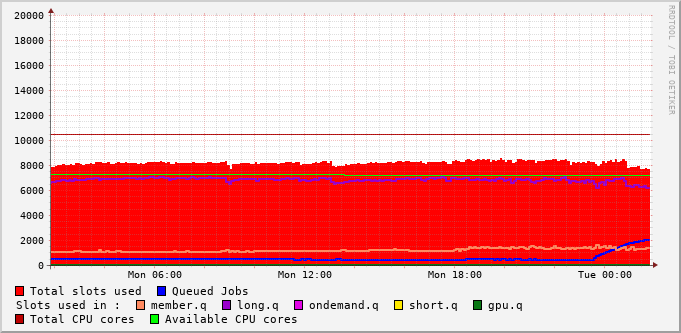 20000
18000
16000
14000
12000
10000
8000
6000
4000
2000
0
Mon 06:00 Mon 12:00 Mon 18:00 Tue 00:00
RRDTOOL / TOBI OETIKER
Total slots used Queued Jobs
Slots used in : member.q long.q ondemand.q short.q gpu.q
Total CPU cores Available CPU cores